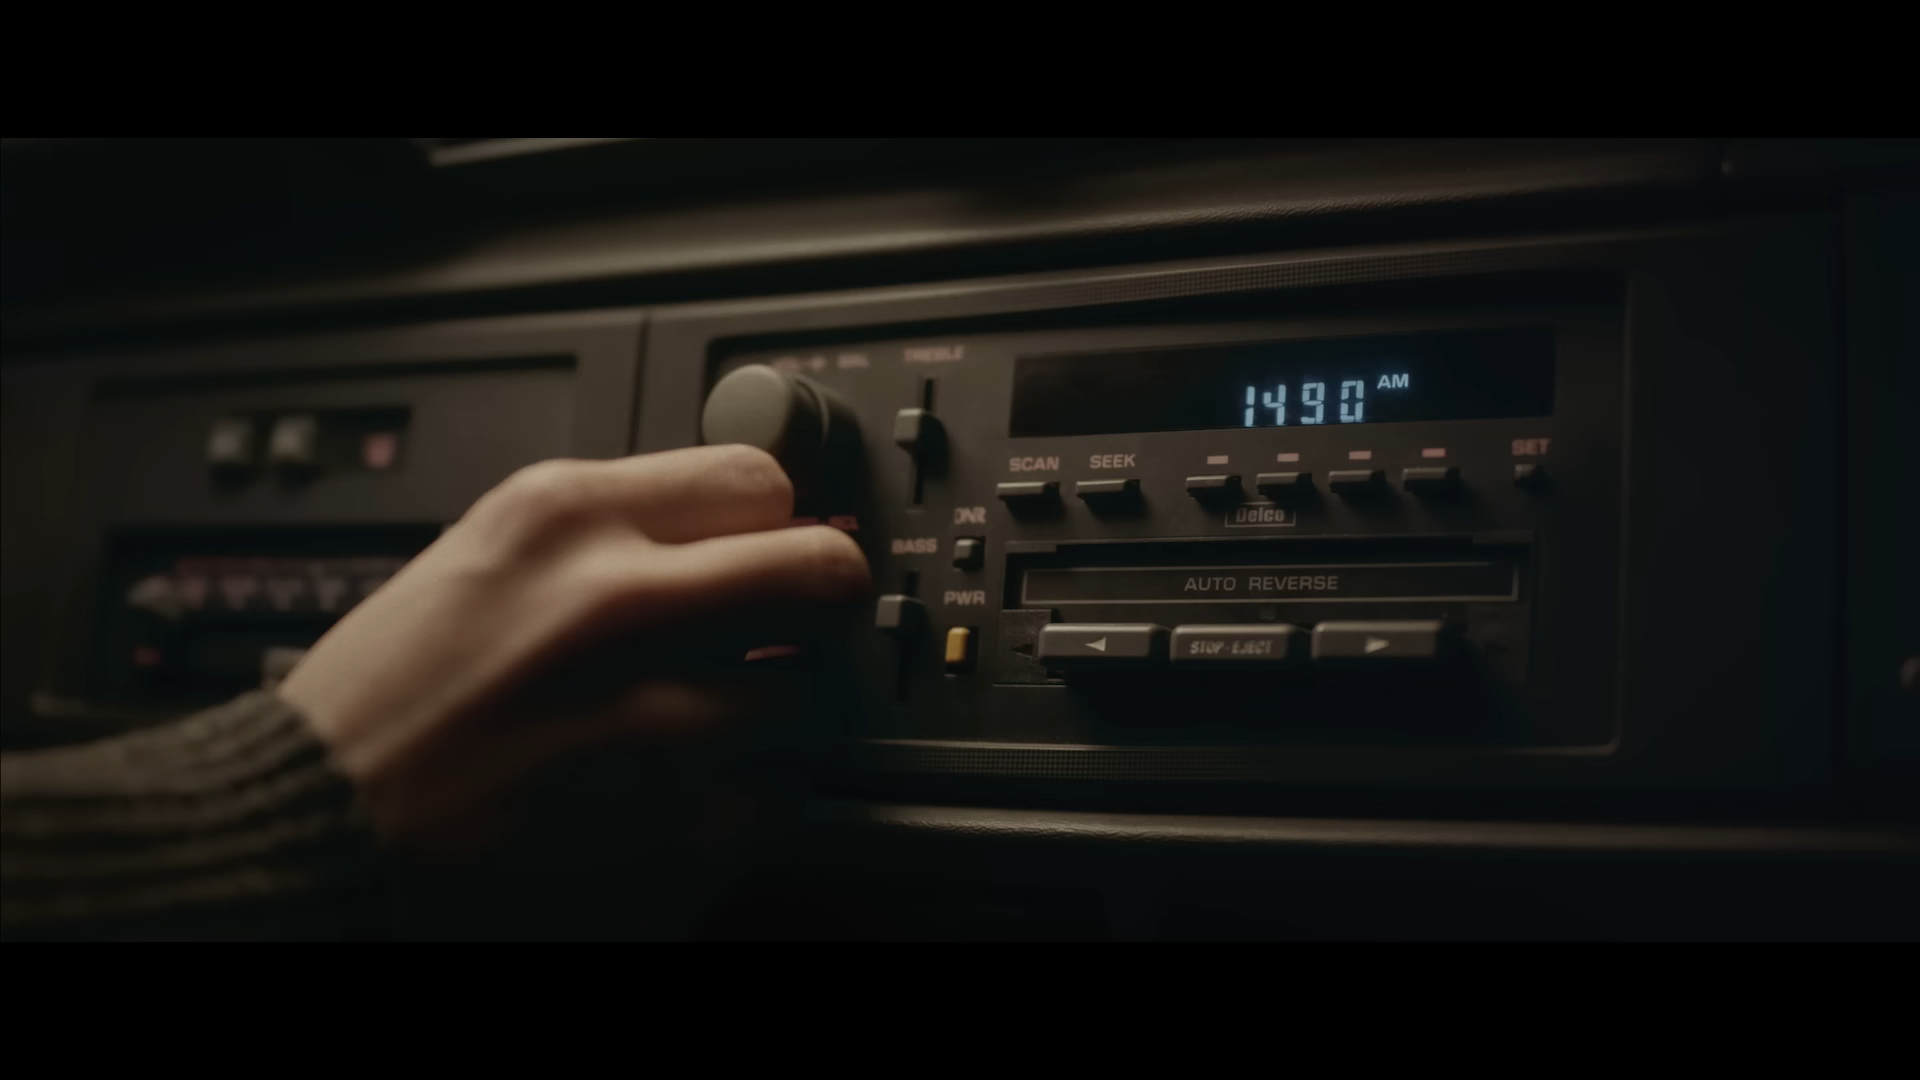 TREBLE
1490 AM
SCAN SEEK
SET
Delco
DNR
BASS
AUTO REVERSE
PWR
STOP·EJECT